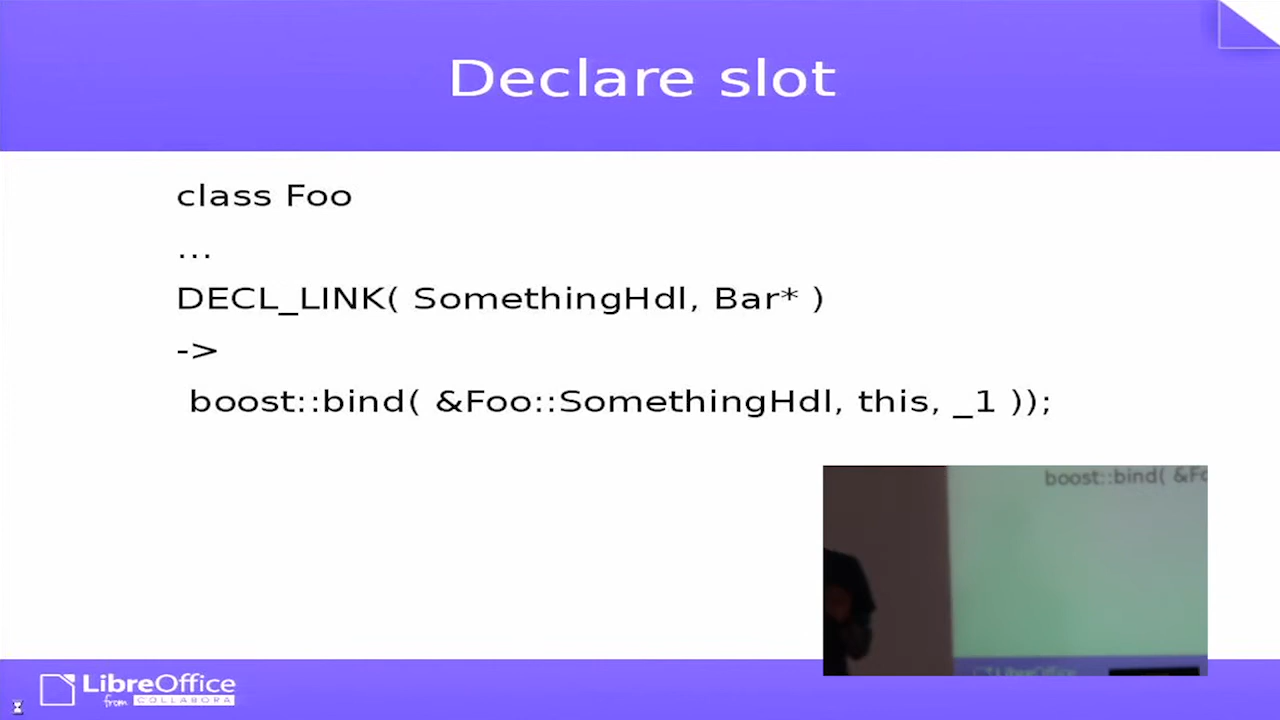 Declare slot
class Foo
...
DECL_LINK( SomethingHdl, Bar* )
->
boost::bind( &Foo::SomethingHdl, this, _1 ));
boost::bind( &Fo
LibreOffice
LibreOffice
from COLLABORA